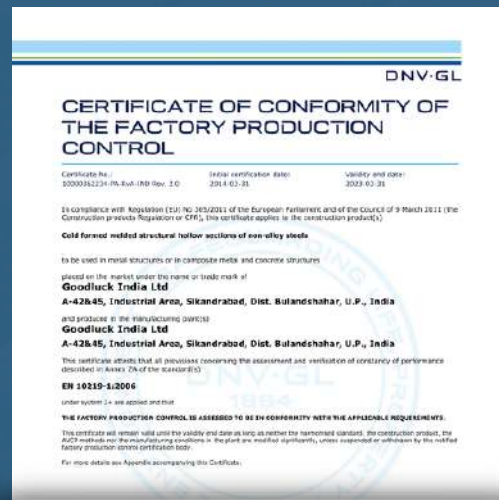 DNV·GL
CERTIFICATE OF CONFORMITY OF
THE FACTORY PRODUCTION
CONTROL
Certificate No.: Initial certification date: Validity end date:
In compliance with Regulation (EU) No 305/2011 of the European Parliament and of the Council of 9 March 2011 (the
Construction products Regulation or CPR), this certificate applies to the construction product(s)
Cold formed welded structural hollow sections of non-alloy steels
to be used in metal structures or in composite metal and concrete structures
placed on the market under the name or trade mark of
Goodluck India Ltd
A-42&45, Industrial Area, Sikandrabad, Dist. Bulandshahar, U.P., India
and produced in the manufacturing plant(s)
Goodluck India Ltd
A-42&45, Industrial Area, Sikandrabad, Dist. Bulandshahar, U.P., India
This certificate attests that all provisions concerning the assessment and verification of constancy of performance
described in Annex ZA of the standard(s)
EN 10219-1:2006
under system 2+ are applied and that
THE FACTORY PRODUCTION CONTROL IS ASSESSED TO BE IN CONFORMITY WITH THE APPLICABLE REQUIREMENTS.
This certificate will remain valid until the validity end date as long as neither the harmonised standard, the construction product, the
AVCP methods nor the manufacturing conditions in the plant are modified significantly, unless suspended or withdrawn by the notified
factory production control certification body.
For more details see Appendix accompanying this Certificate.
DNV·GL
1864